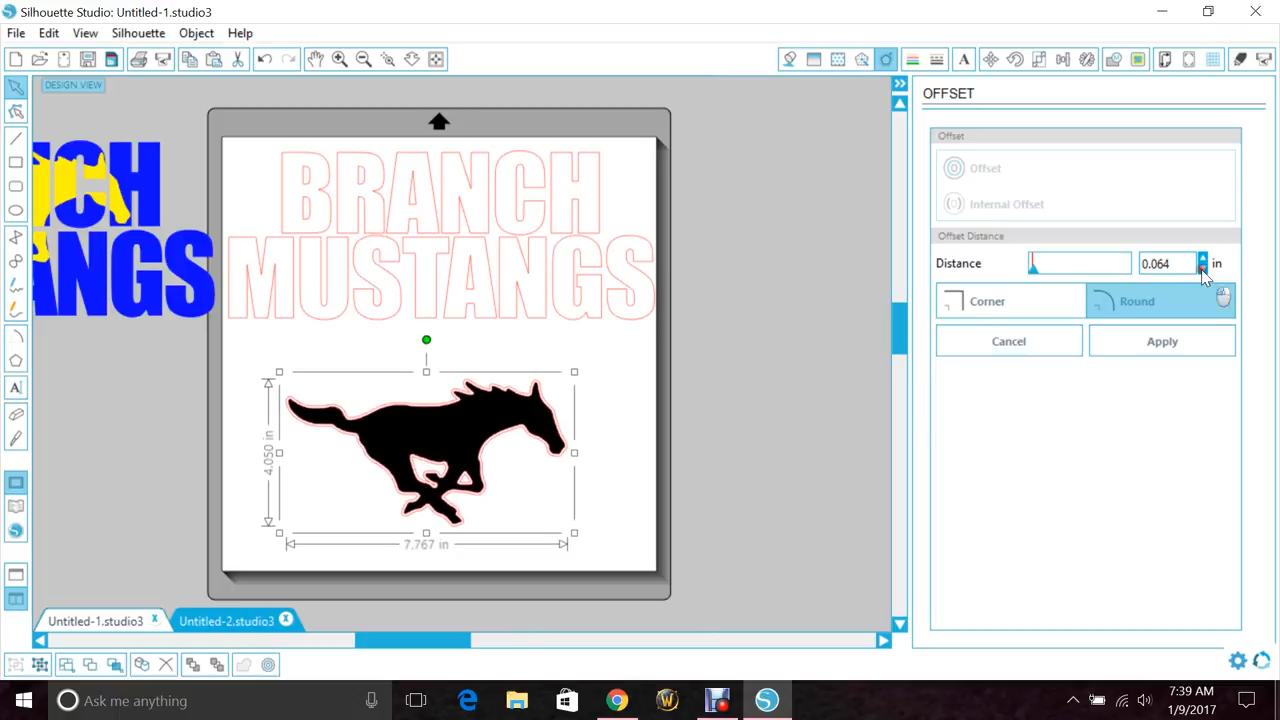 Silhouette Studio: Untitled-1.studio3
File Edit View Silhouette Object Help
DESIGN VIEW
OFFSET
Offset
Offset
Internal Offset
Offset Distance
Distance 0.064 in
Corner Round
Cancel Apply
CH
ANGS
BRANCH
MUSTANGS
4.050 in
7.767 in
Untitled-1.studio3 x Untitled-2.studio3 x
Ask me anything
7:39 AM
1/9/2017